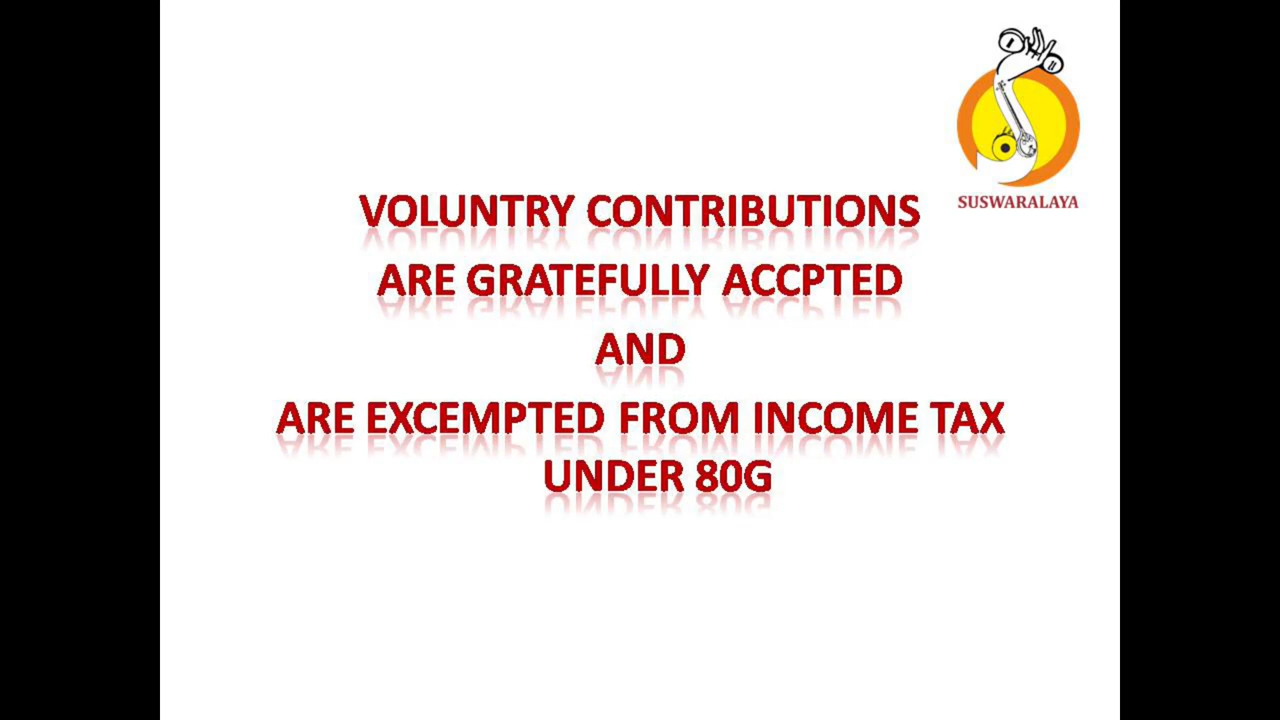 SUSWARALAYA
VOLUNTRY CONTRIBUTIONS
ARE GRATEFULLY ACCPTED
AND
ARE EXCEMPTED FROM INCOME TAX
UNDER 80G